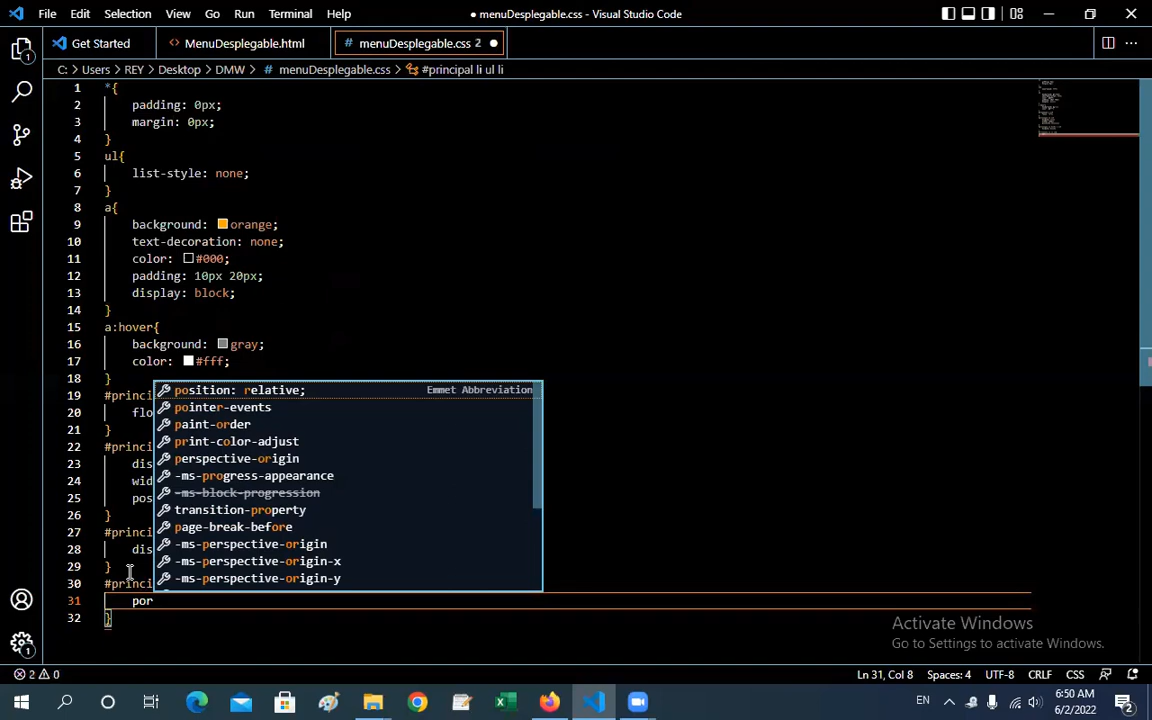 File Edit Selection View Go Run Terminal Help
● menuDesplegable.css - Visual Studio Code
Get Started
MenuDesplegable.html
# menuDesplegable.css 2 ●
C: > Users > REY > Desktop > DMW > # menuDesplegable.css > #principal li ul li
1 *{
2 padding: 0px;
3 margin: 0px;
4 }
5 ul{
6 list-style: none;
7 }
8 a{
9 background: orange;
10 text-decoration: none;
11 color: #000;
12 padding: 10px 20px;
13 display: block;
14 }
15 a:hover{
16 background: gray;
17 color: #fff;
18 }
19 #princi
20 flo
21 }
22 #princi
23 dis
24 wid
25 pos
26 }
27 #princi
28 dis
29 }
30 #princi
31 por
32 }
position: relative; Emmet Abbreviation
pointer-events
paint-order
print-color-adjust
perspective-origin
-ms-progress-appearance
-ms-block-progression
transition-property
page-break-before
-ms-perspective-origin
-ms-perspective-origin-x
-ms-perspective-origin-y
Activate Windows
Go to Settings to activate Windows.
2 0
Ln 31, Col 8 Spaces: 4 UTF-8 CRLF CSS
EN
6:50 AM
6/2/2022
2